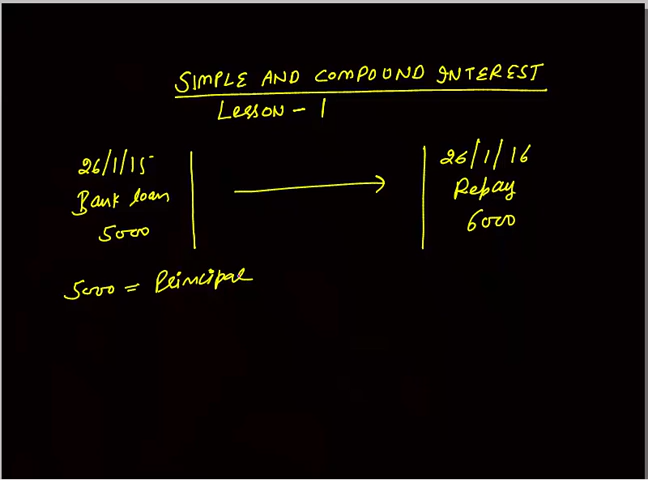 SIMPLE AND COMPOUND INTEREST
Lesson - 1
26/1/15
Bank loan
5000
26/1/16
Repay
6000
5000 = Principal